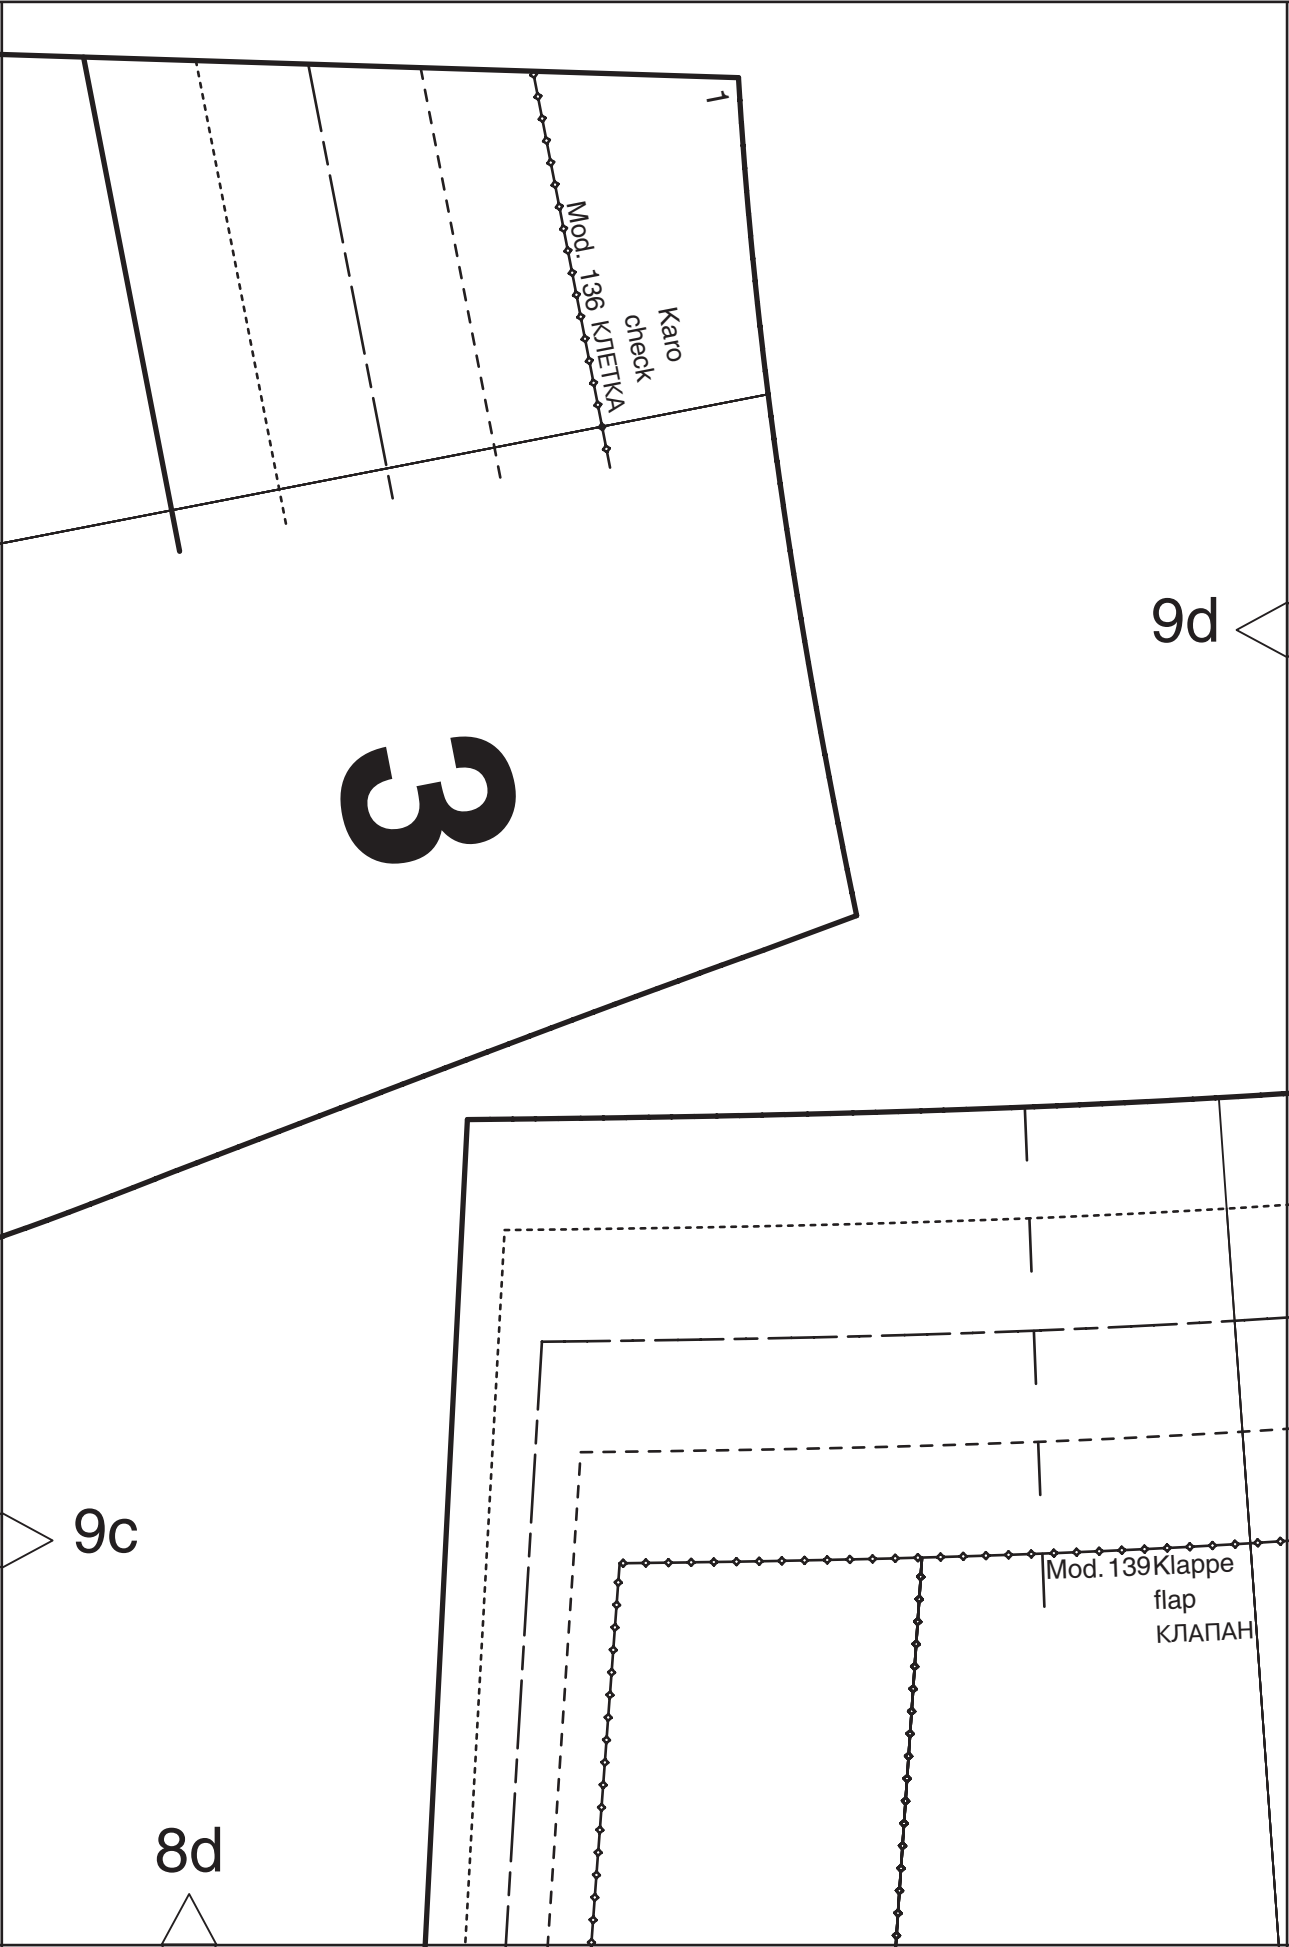 1
Karo
check
Mod. 136 КЛЕТКА
9d
3
9c
Mod. 139 Klappe
flap
КЛАПАН
8d